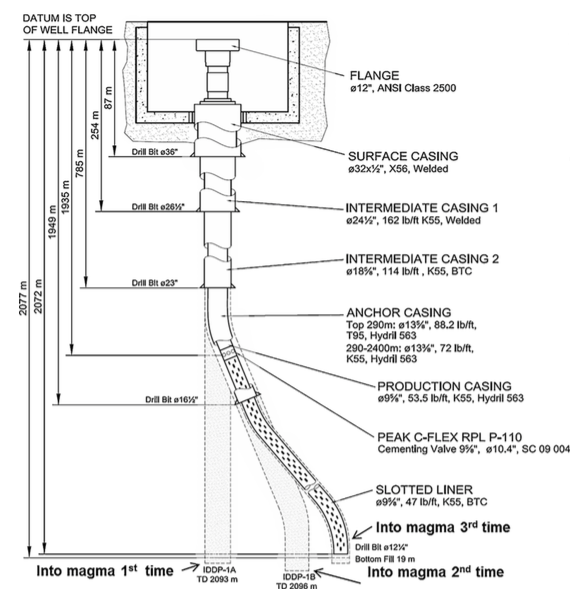 DATUM IS TOP
OF WELL FLANGE
FLANGE
ø12", ANSI Class 2500
87 m
254 m
785 m
1935 m
1949 m
2072 m
2077 m
Drill Bit ø36"
SURFACE CASING
ø32x½", X56, Welded
Drill Bit ø26½"
INTERMEDIATE CASING 1
ø24½", 162 lb/ft K55, Welded
INTERMEDIATE CASING 2
ø18⅝", 114 lb/ft , K55, BTC
Drill Bit ø23"
ANCHOR CASING
Top 290m: ø13⅝", 88.2 lb/ft,
T95, Hydril 563
290-2400m: ø13⅜", 72 lb/ft,
K55, Hydril 563
PRODUCTION CASING
ø9⅝", 53.5 lb/ft, K55, Hydril 563
Drill Bit ø16½"
PEAK C-FLEX RPL P-110
Cementing Valve 9⅝", ø10.4", SC 09 004
SLOTTED LINER
ø9⅝", 47 lb/ft, K55, BTC
Into magma 3rd time
Drill Bit ø12¼"
Bottom Fill 19 m
Into magma 1st time
IDDP-1A
TD 2093 m
IDDP-1B
TD 2096 m
Into magma 2nd time